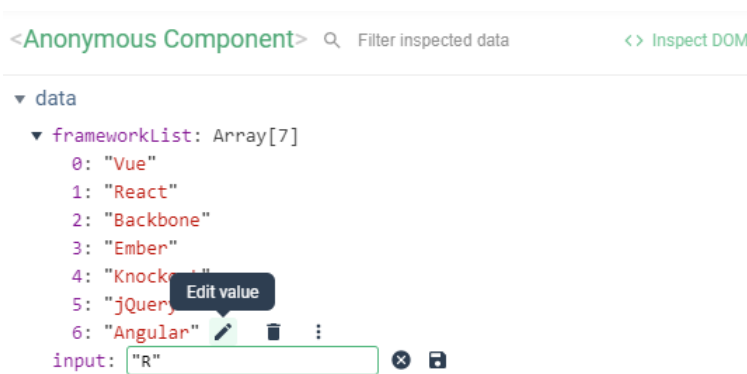 <Anonymous Component> Filter inspected data <> Inspect DOM
data
frameworkList: Array[7]
0: "Vue"
1: "React"
2: "Backbone"
3: "Ember"
4:
Edit value
5: "jQuery
6: "Angular"
input: "R"